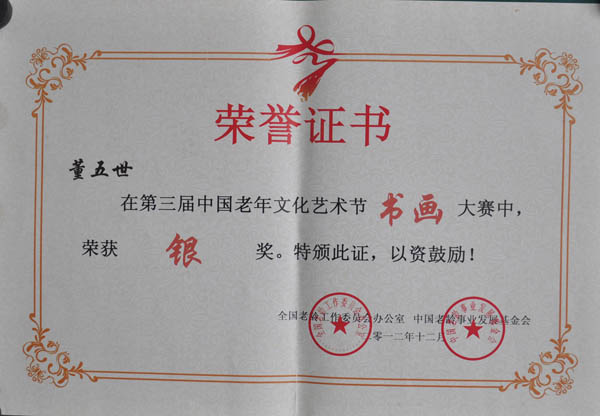 荣誉证书
董五世
在第三届中国老年文化艺术节 书画 大赛中，
荣获 银 奖。特颁此证，以资鼓励！
全国老龄工作委员会办公室 中国老龄事业发展基金会
二零一二年十二月